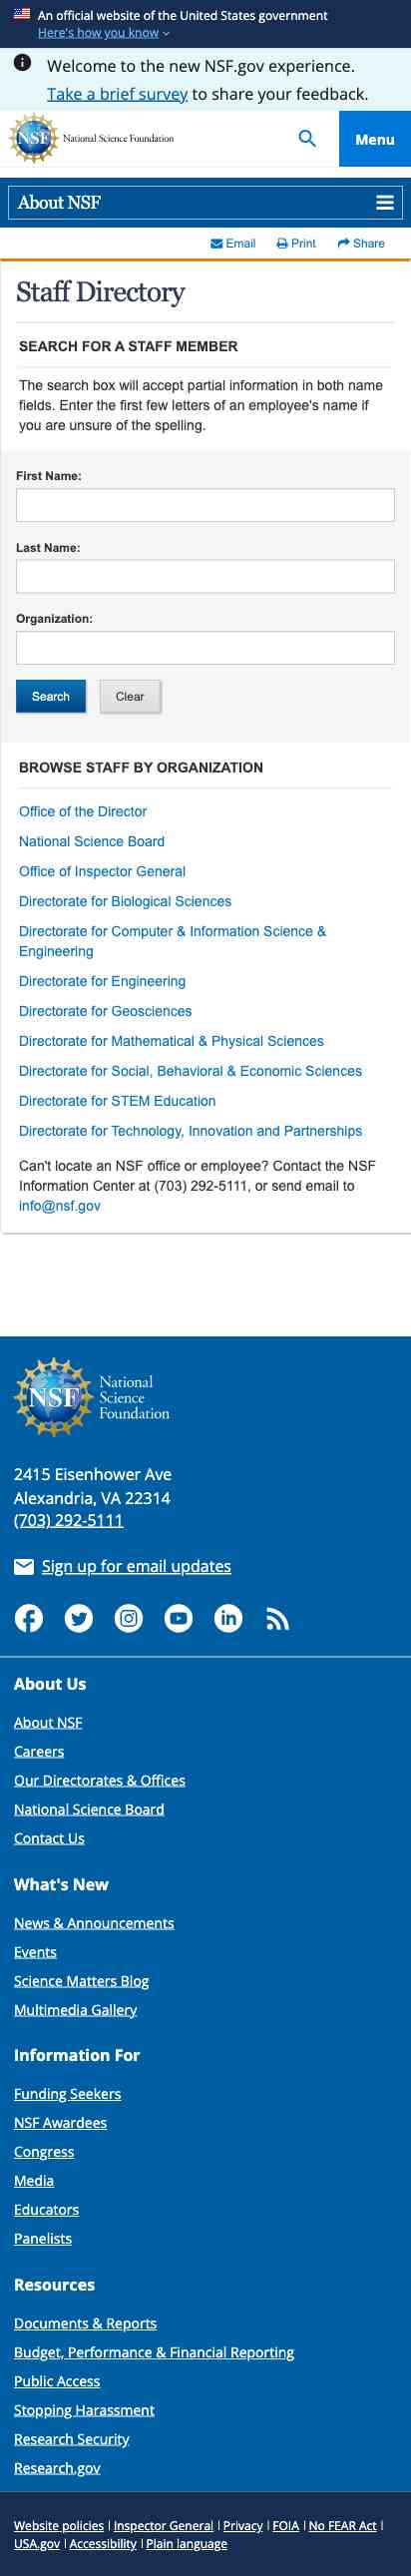 An official website of the United States government
Here's how you know
Welcome to the new NSF.gov experience.
Take a brief survey to share your feedback.
NSF National Science Foundation
Menu
About NSF
Email Print Share
Staff Directory
SEARCH FOR A STAFF MEMBER
The search box will accept partial information in both name
fields. Enter the first few letters of an employee's name if
you are unsure of the spelling.
First Name:
Last Name:
Organization:
Search Clear
BROWSE STAFF BY ORGANIZATION
Office of the Director
National Science Board
Office of Inspector General
Directorate for Biological Sciences
Directorate for Computer & Information Science &
Engineering
Directorate for Engineering
Directorate for Geosciences
Directorate for Mathematical & Physical Sciences
Directorate for Social, Behavioral & Economic Sciences
Directorate for STEM Education
Directorate for Technology, Innovation and Partnerships
Can't locate an NSF office or employee? Contact the NSF
Information Center at (703) 292-5111, or send email to
info@nsf.gov
NSF
National
Science
Foundation
2415 Eisenhower Ave
Alexandria, VA 22314
(703) 292-5111
Sign up for email updates
About Us
About NSF
Careers
Our Directorates & Offices
National Science Board
Contact Us
What's New
News & Announcements
Events
Science Matters Blog
Multimedia Gallery
Information For
Funding Seekers
NSF Awardees
Congress
Media
Educators
Panelists
Resources
Documents & Reports
Budget, Performance & Financial Reporting
Public Access
Stopping Harassment
Research Security
Research.gov
Website policies | Inspector General | Privacy | FOIA | No FEAR Act |
USA.gov | Accessibility | Plain language